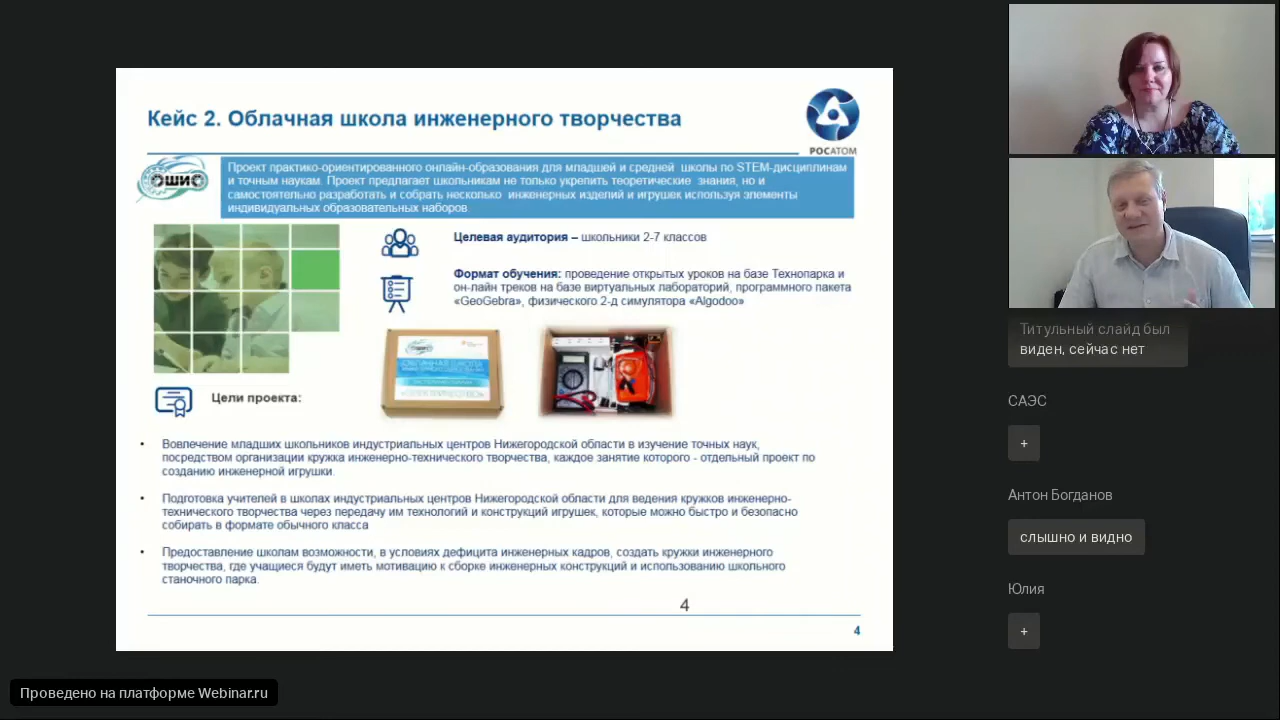 Кейс 2. Облачная школа инженерного творчества
РОСАТОМ
ОШИС
Проект практико-ориентированного онлайн-образования для младшей и средней школы по STEM-дисциплинам
и точным наукам. Проект предлагает школьникам не только укрепить теоретические знания, но и
самостоятельно разработать и собрать несколько инженерных изделий и игрушек используя элементы
индивидуальных образовательных наборов.
Целевая аудитория – школьники 2-7 классов
Формат обучения: проведение открытых уроков на базе Технопарка и
он-лайн треков на базе виртуальных лабораторий, программного пакета
«GeoGebra», физического 2-д симулятора «Algodoo»
ОБЛАЧНАЯ ШКОЛА
Цели проекта:
• Вовлечение младших школьников индустриальных центров Нижегородской области в изучение точных наук,
посредством организации кружка инженерно-технического творчества, каждое занятие которого - отдельный проект по
созданию инженерной игрушки.
• Подготовка учителей в школах индустриальных центров Нижегородской области для ведения кружков инженерно-
технического творчества через передачу им технологий и конструкций игрушек, которые можно быстро и безопасно
собирать в формате обычного класса
• Предоставление школам возможности, в условиях дефицита инженерных кадров, создать кружки инженерного
творчества, где учащиеся будут иметь мотивацию к сборке инженерных конструкций и использованию школьного
станочного парка.
4
4
Титульный слайд был
виден, сейчас нет
САЭС
+
Антон Богданов
слышно и видно
Юлия
+
Проведено на платформе Webinar.ru